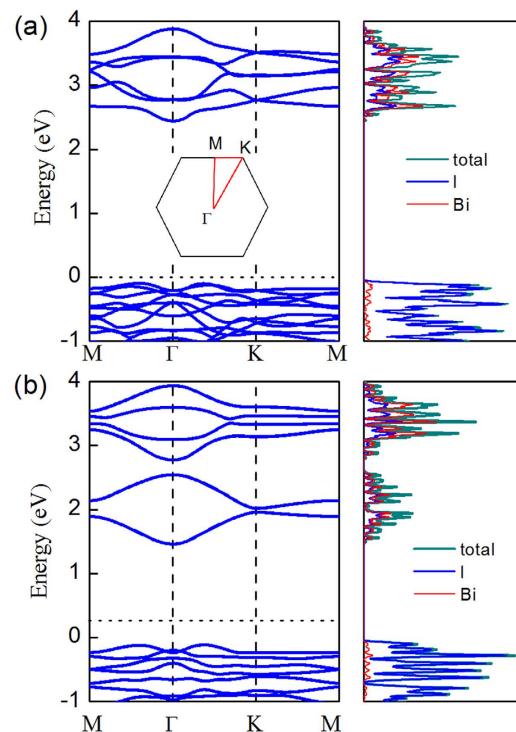 (a)
4
3
2
1
0
-1
Energy (eV)
M K
Γ
total
I
Bi
M Γ K M
(b)
4
3
2
1
0
-1
Energy (eV)
total
I
Bi
M Γ K M